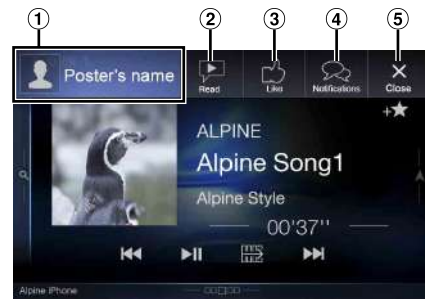 1 2 3 4 5
Poster's name
Read Like Notifications Close
ALPINE
Alpine Song1
Alpine Style
00'37''
Alpine iPhone